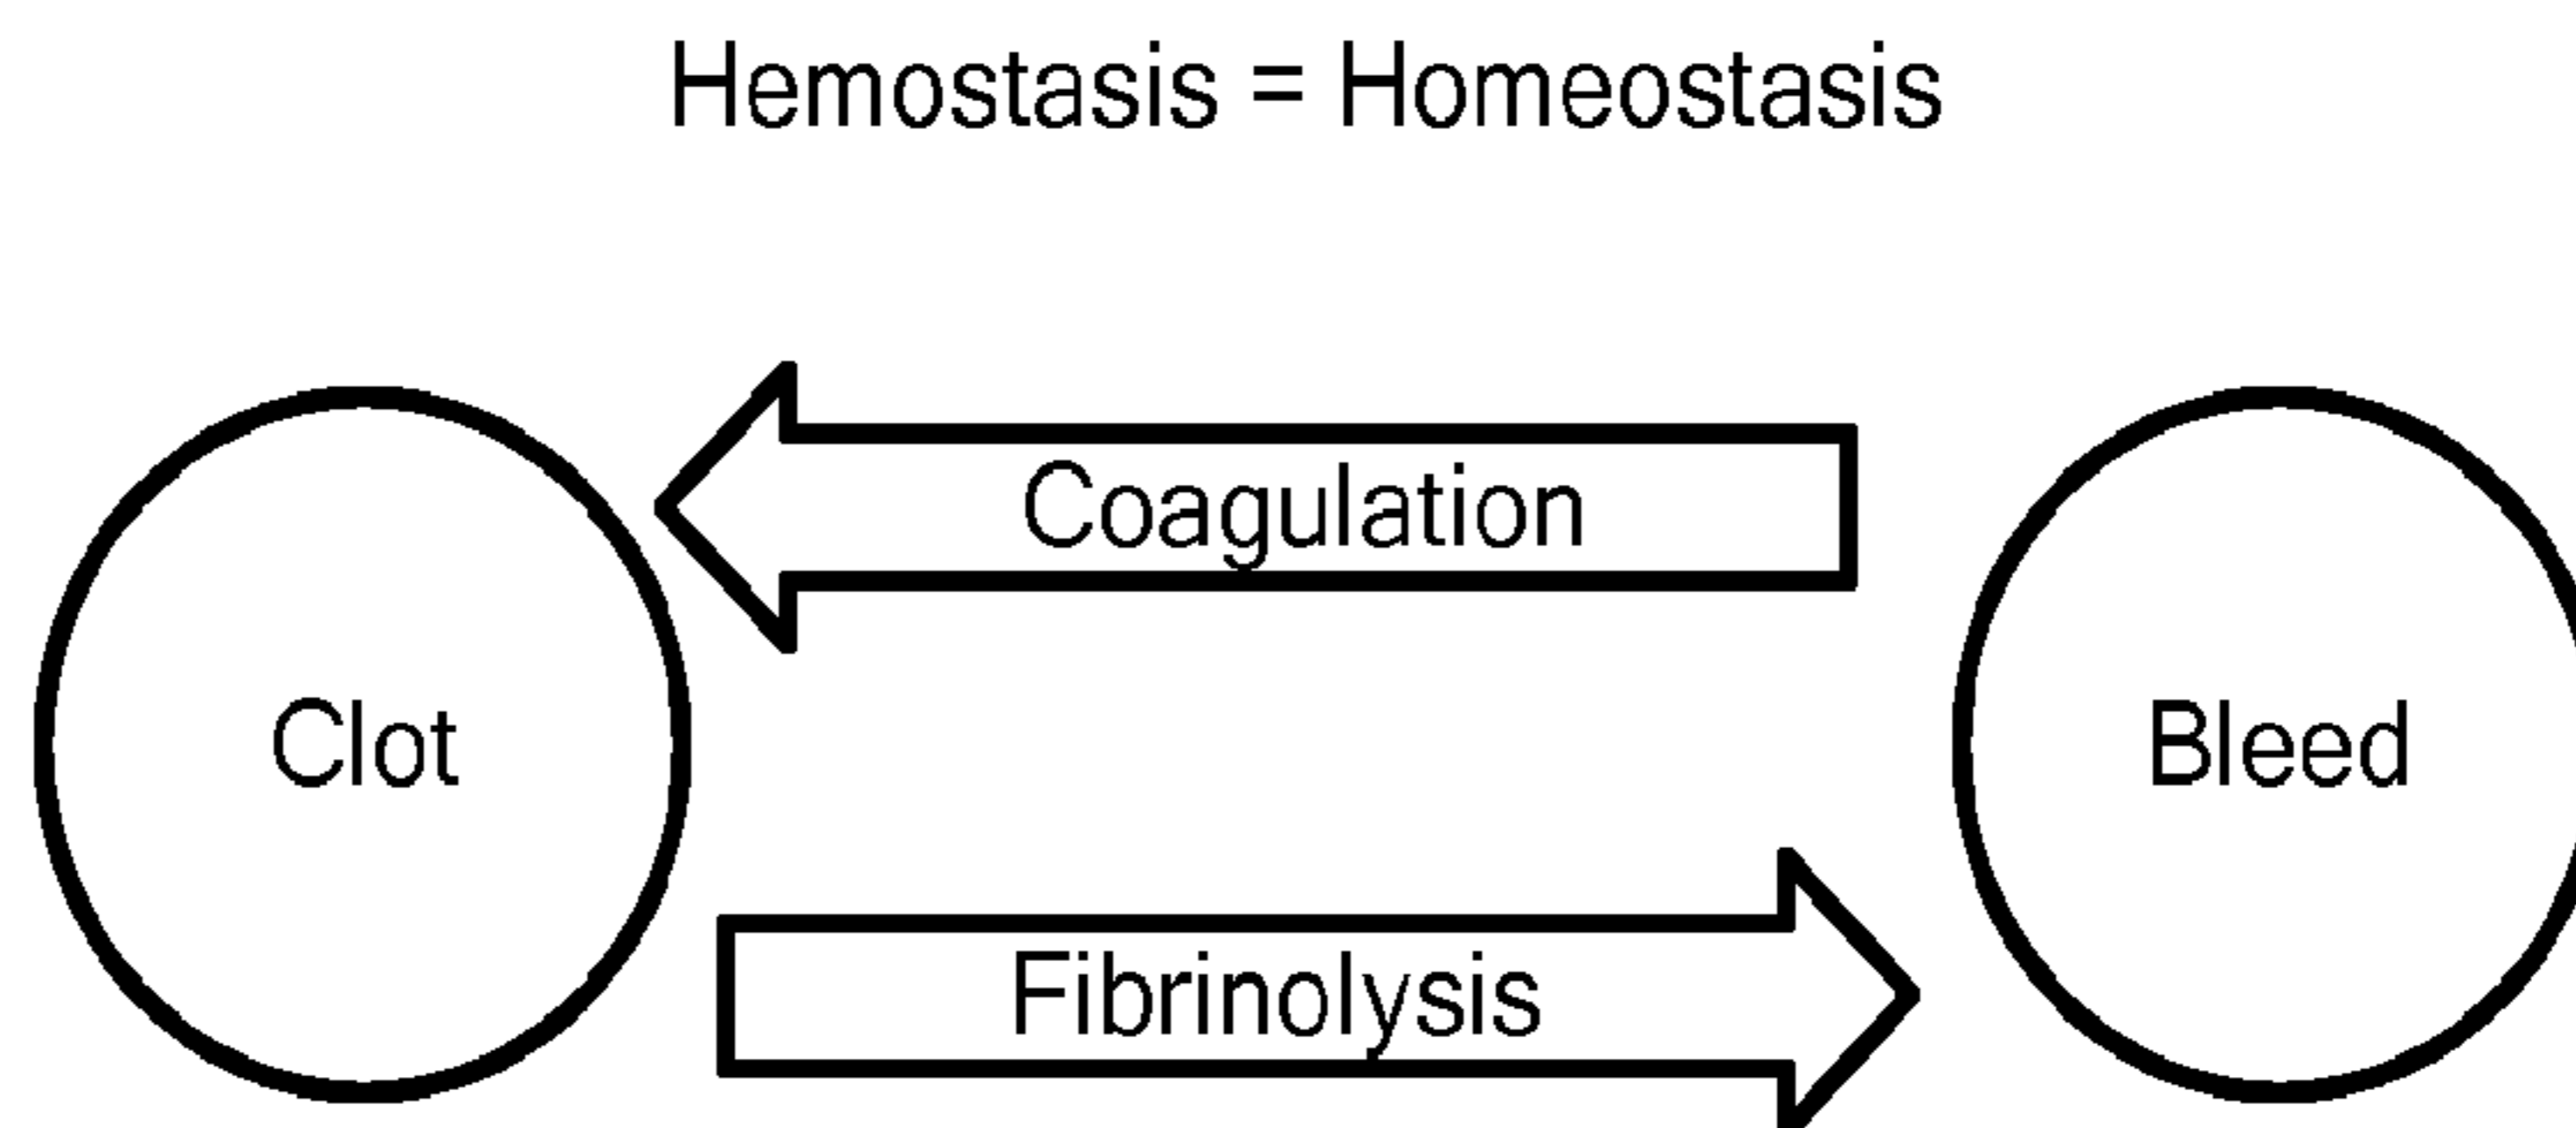 Hemostasis = Homeostasis
Coagulation
Clot
Bleed
Fibrinolysis